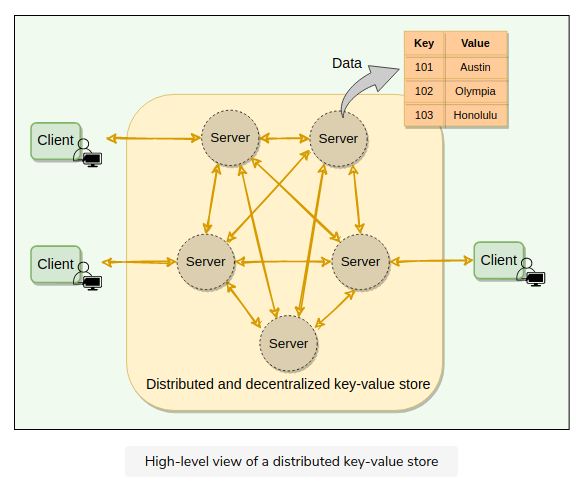 Data
Key Value
101 Austin
102 Olympia
103 Honolulu
Client
Server
Server
Client
Server
Server
Client
Server
Distributed and decentralized key-value store
High-level view of a distributed key-value store